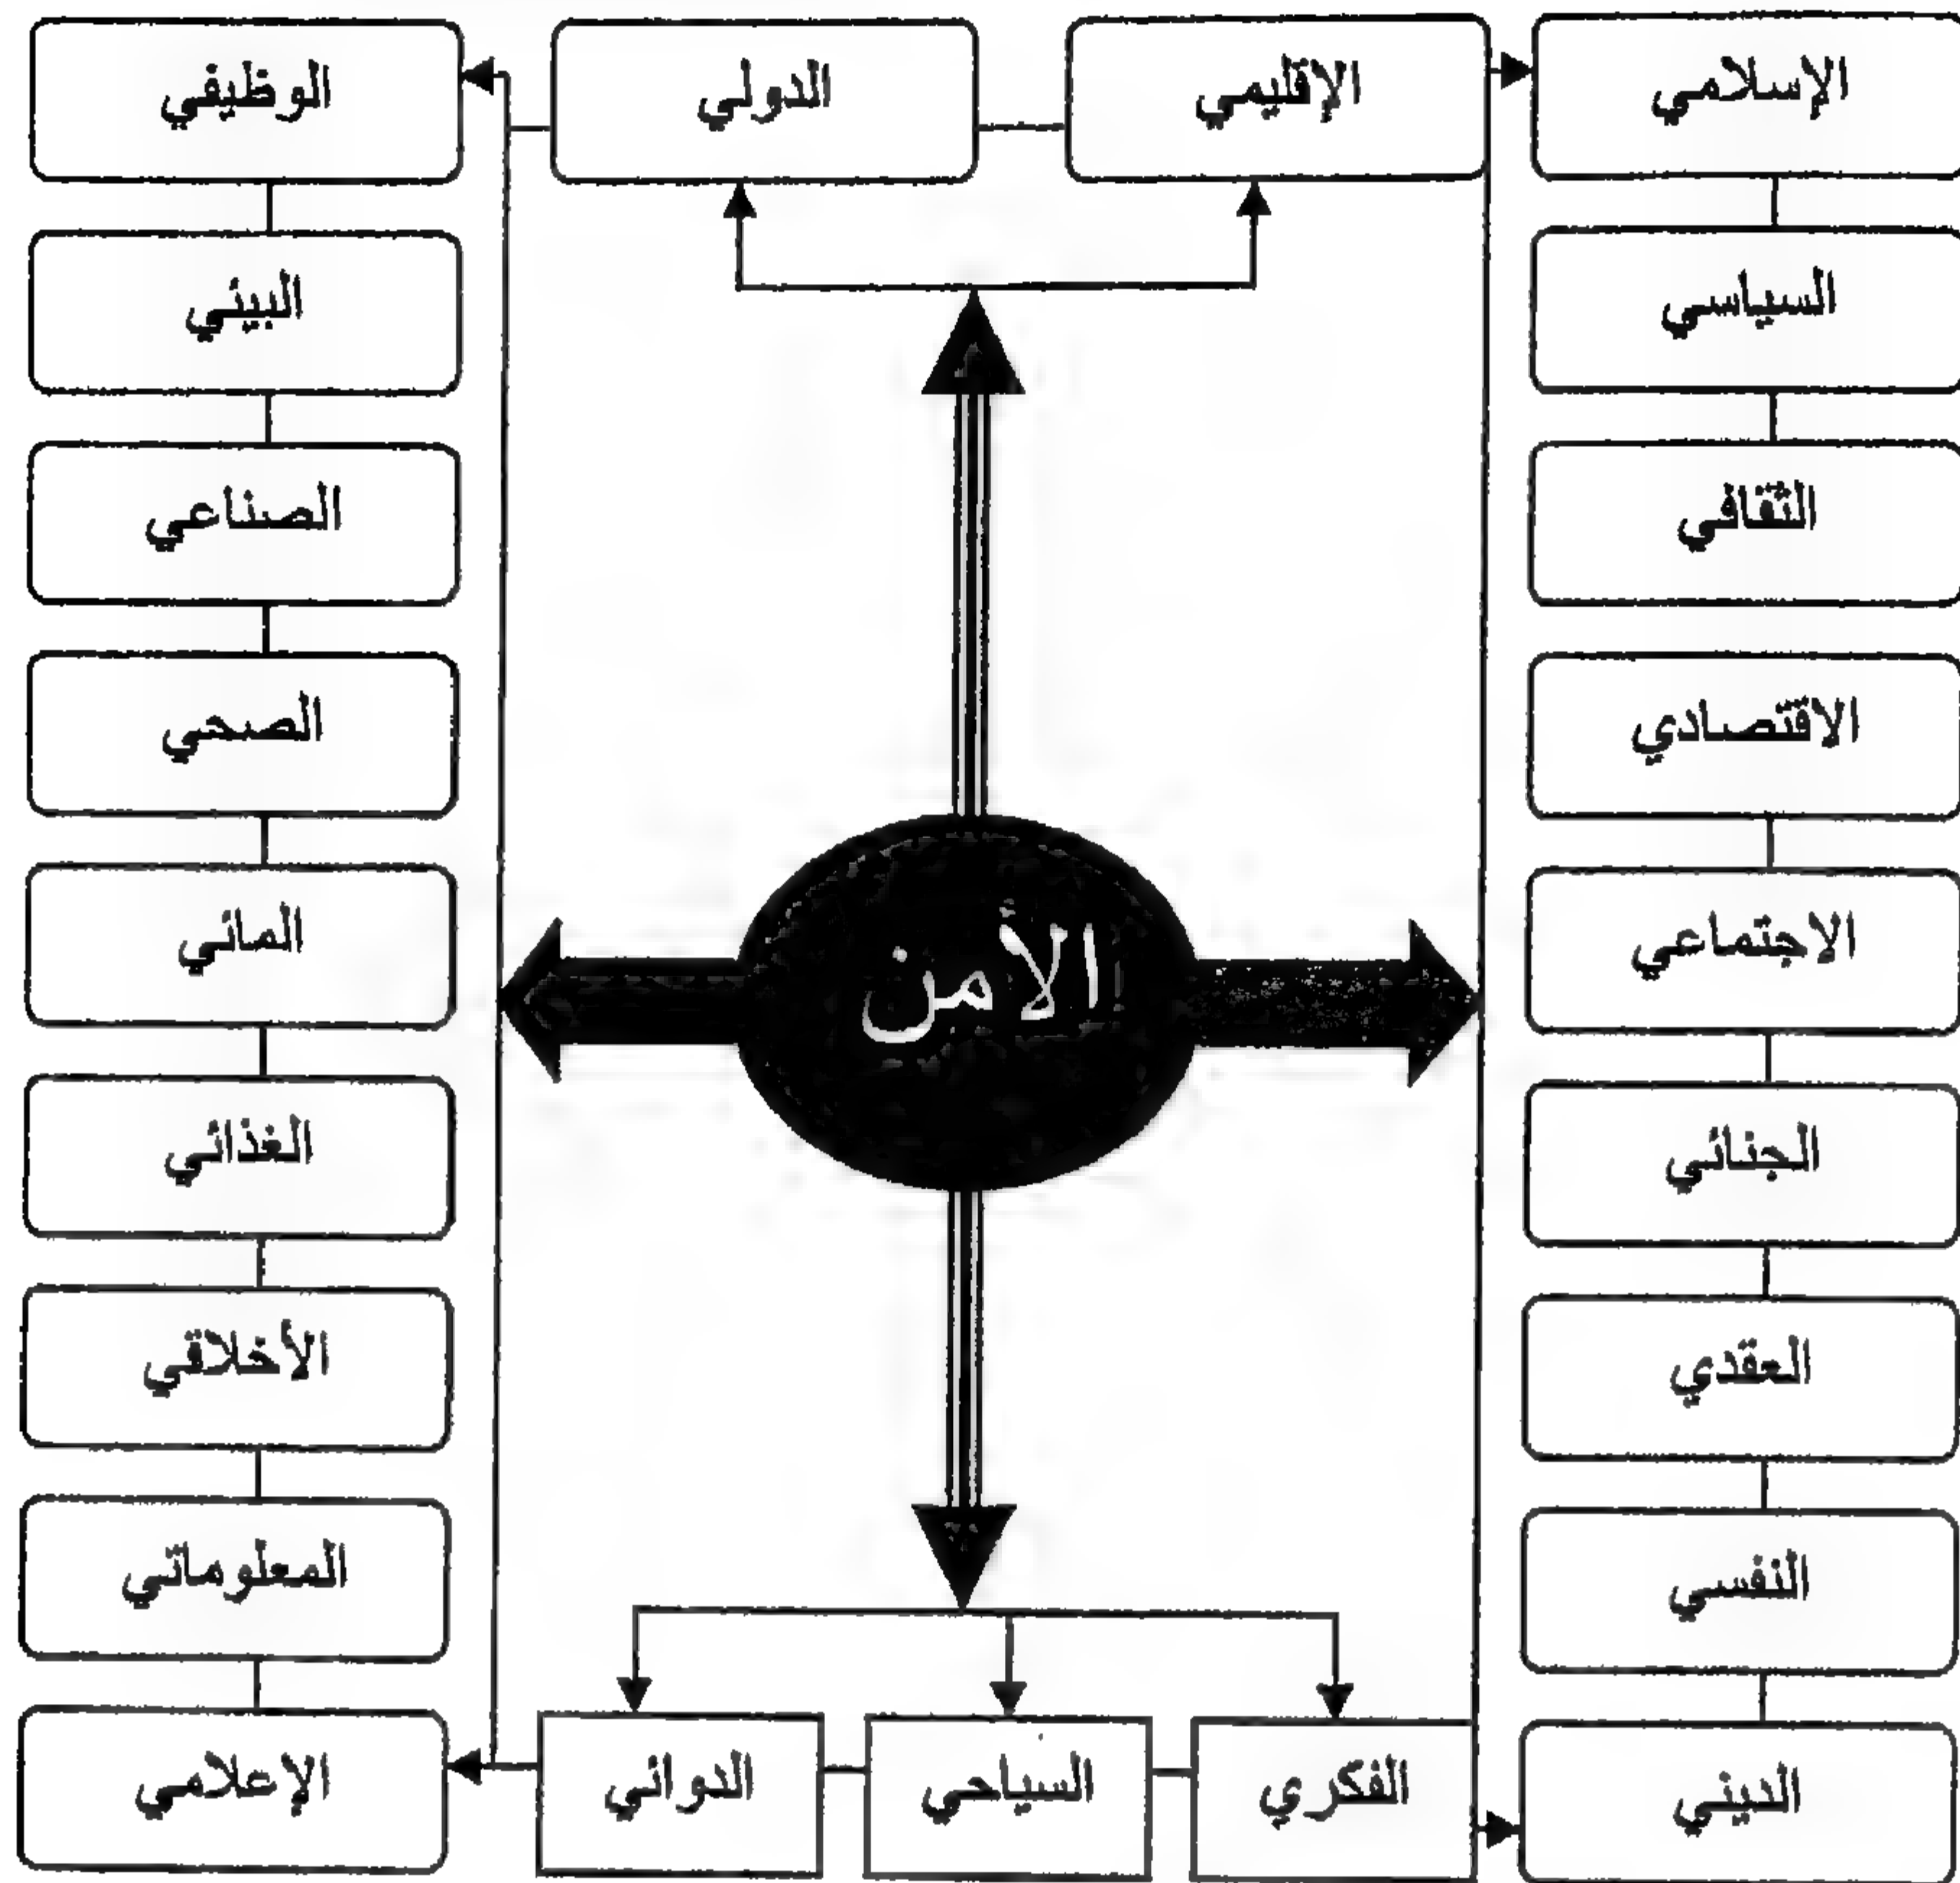 الإسلامي
الإقليمي
الدولي
الوظيفي
السياسي
البيئي
الثقافي
الصناعي
الاقتصادي
الصحي
الاجتماعي
الأمن
المائي
الجنائي
الغذائي
العقدي
الأخلاقي
النفسي
المعلوماتي
الديني
الفكري
السياحي
الدوائي
الإعلامي